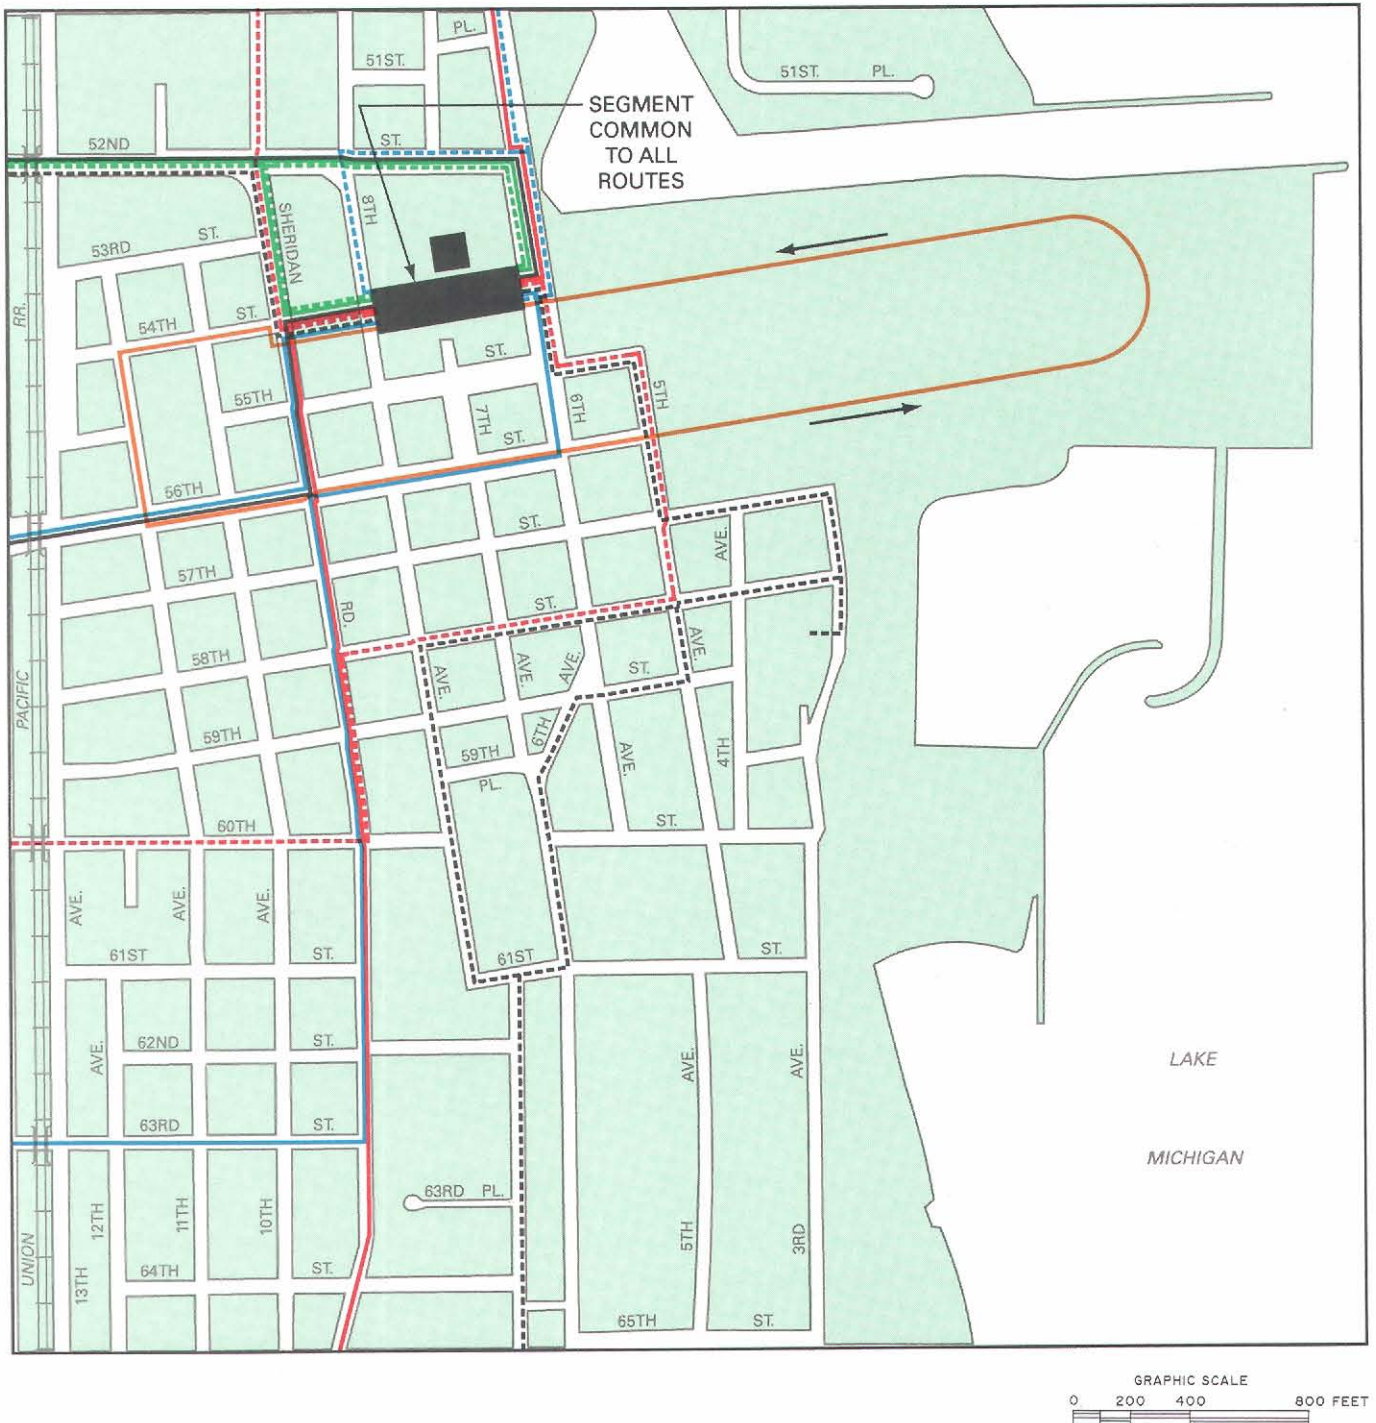 PL.
51ST.
51ST. PL.
SEGMENT
COMMON
TO ALL
ROUTES
52ND ST.
8TH
SHERIDAN
53RD ST.
RR.
54TH ST.
ST.
55TH
5TH
6TH
7TH
ST.
56TH
ST.
AVE.
57TH
ST.
RD.
58TH
AVE.
AVE.
AVE.
AVE.
ST.
PACIFIC
59TH
6TH
59TH
PL.
AVE.
4TH
60TH
ST.
AVE.
AVE.
AVE.
61ST
ST.
61ST
ST.
AVE.
62ND
ST.
AVE.
AVE.
LAKE
63RD
ST.
MICHIGAN
63RD PL.
12TH
11TH
10TH
5TH
3RD
UNION
13TH
64TH
ST.
65TH
ST.
GRAPHIC SCALE
0 200 400 800 FEET